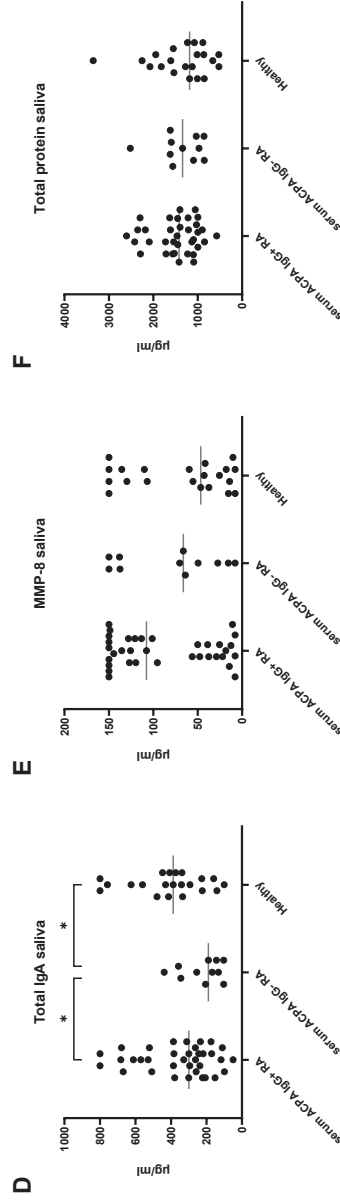 D
Total IgA saliva
µg/ml
1000
800
600
400
200
0
*
*
serum ACPA IgG+ RA
serum ACPA IgG- RA
Healthy
E
MMP-8 saliva
µg/ml
200
150
100
50
0
serum ACPA IgG+ RA
serum ACPA IgG- RA
Healthy
F
Total protein saliva
µg/ml
4000
3000
2000
1000
0
serum ACPA IgG+ RA
serum ACPA IgG- RA
Healthy